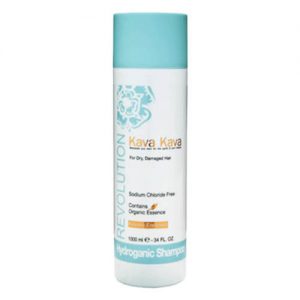 REVOLUTION
Kava Kava
For Dry, Damaged Hair
Sodium Chloride Free
Contains
Organic Essence
1000 ml ℮ - 34 FL. OZ
Hydroganic Shampoo